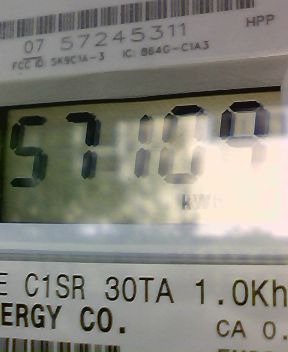 07 57245311
HPP
FCC ID: SK9C1A-3 IC: 864G-C1A3
57109
kWh
E C1SR 30TA 1.0Kh
ERGY CO.
CA 0.